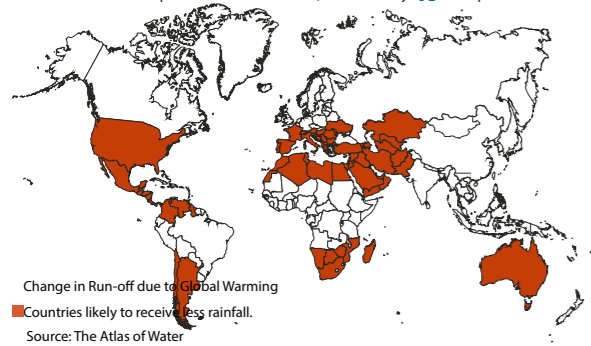 Change in Run-off due to Global Warming
Countries likely to receive less rainfall.
Source: The Atlas of Water